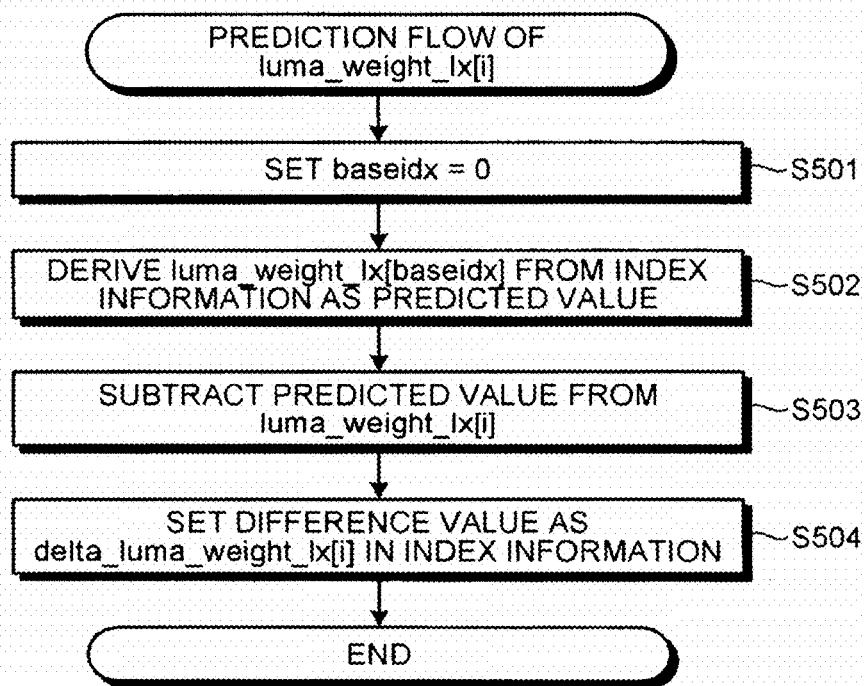 PREDICTION FLOW OF
luma_weight_lx[i]
SET baseidx = 0
S501
DERIVE luma_weight_lx[baseidx] FROM INDEX
INFORMATION AS PREDICTED VALUE
S502
SUBTRACT PREDICTED VALUE FROM
luma_weight_lx[i]
S503
SET DIFFERENCE VALUE AS
delta_luma_weight_lx[i] IN INDEX INFORMATION
S504
END